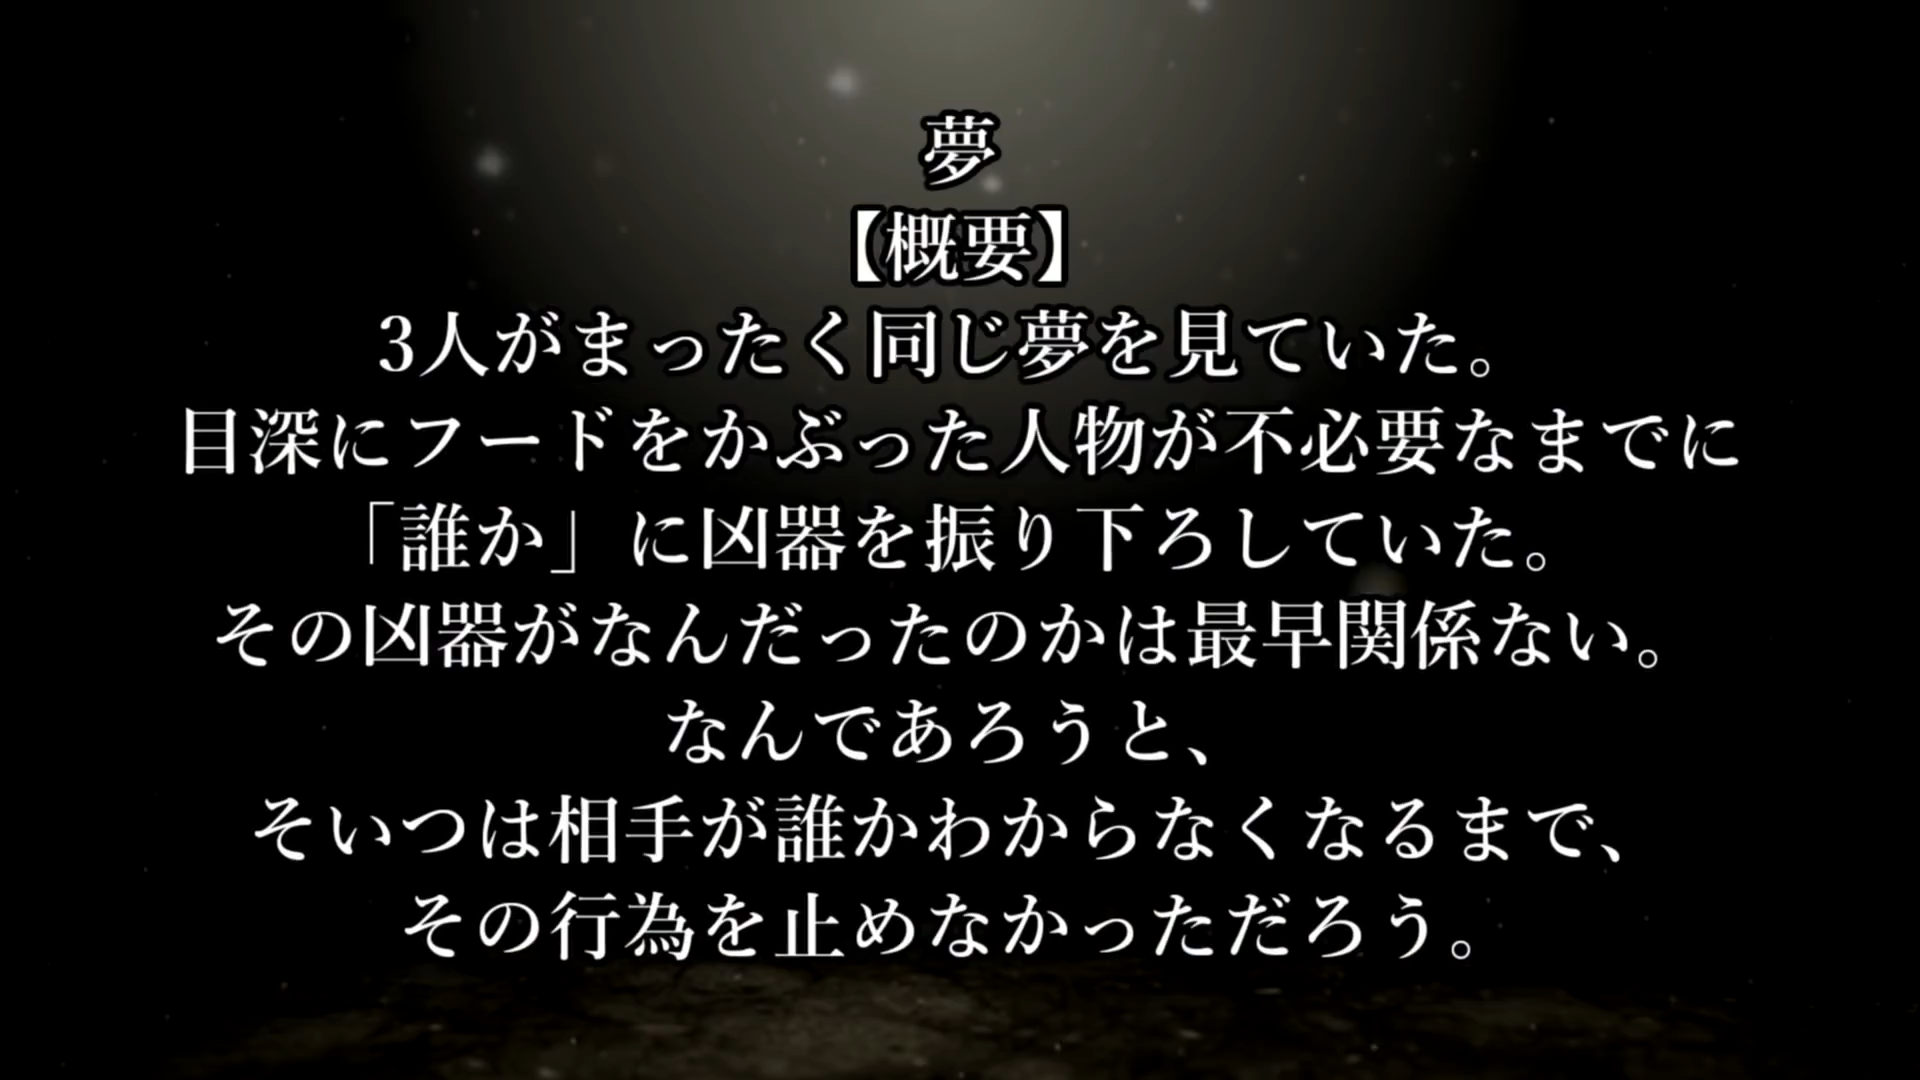 夢
【概要】
3人がまったく同じ夢を見ていた。
目深にフードをかぶった人物が不必要なまでに
「誰か」に凶器を振り下ろしていた。
その凶器がなんだったのかは最早関係ない。
なんであろうと、
そいつは相手が誰かわからなくなるまで、
その行為を止めなかっただろう。